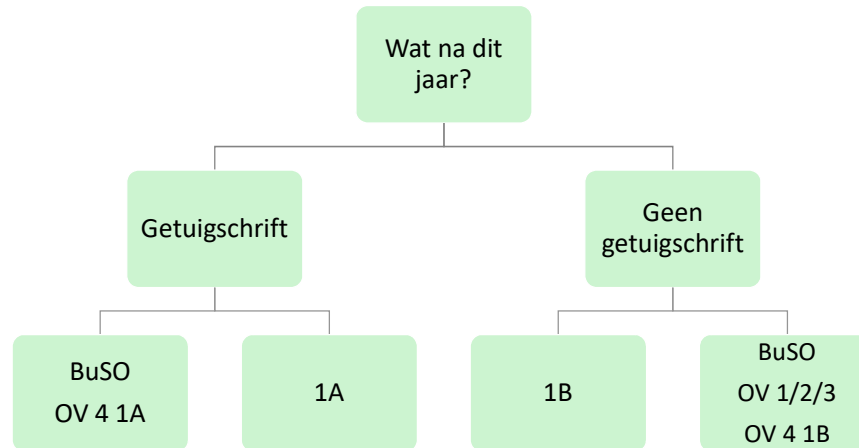 Wat na dit
jaar?
Getuigschrift
Geen
getuigschrift
BuSO
OV 4 1A
1A
1B
BuSO
OV 1/2/3
OV 4 1B